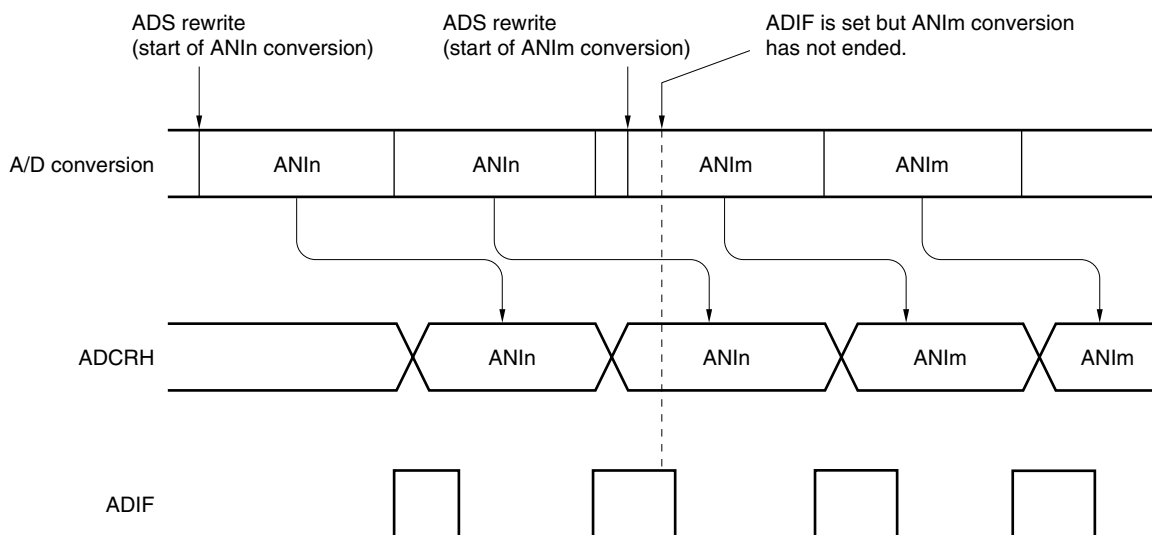 ADS rewrite
(start of ANIn conversion)
ADS rewrite
(start of ANIm conversion)
ADIF is set but ANIm conversion
has not ended.
A/D conversion
ANIn
ANIn
ANIm
ANIm
ADCRH
ANIn
ANIn
ANIm
ANIm
ADIF